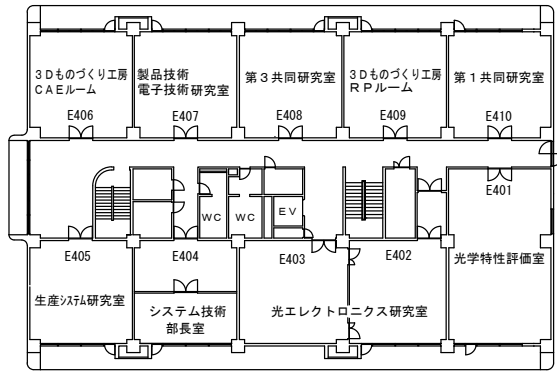 3Dものづくり工房
CAEルーム
E406
製品技術
電子技術研究室
E407
第3共同研究室
E408
3Dものづくり工房
RPルーム
E409
第1共同研究室
E410
E401
光学特性評価室
WC
WC
EV
E405
生産システム研究室
E404
システム技術
部長室
E403
E402
光エレクトロニクス研究室